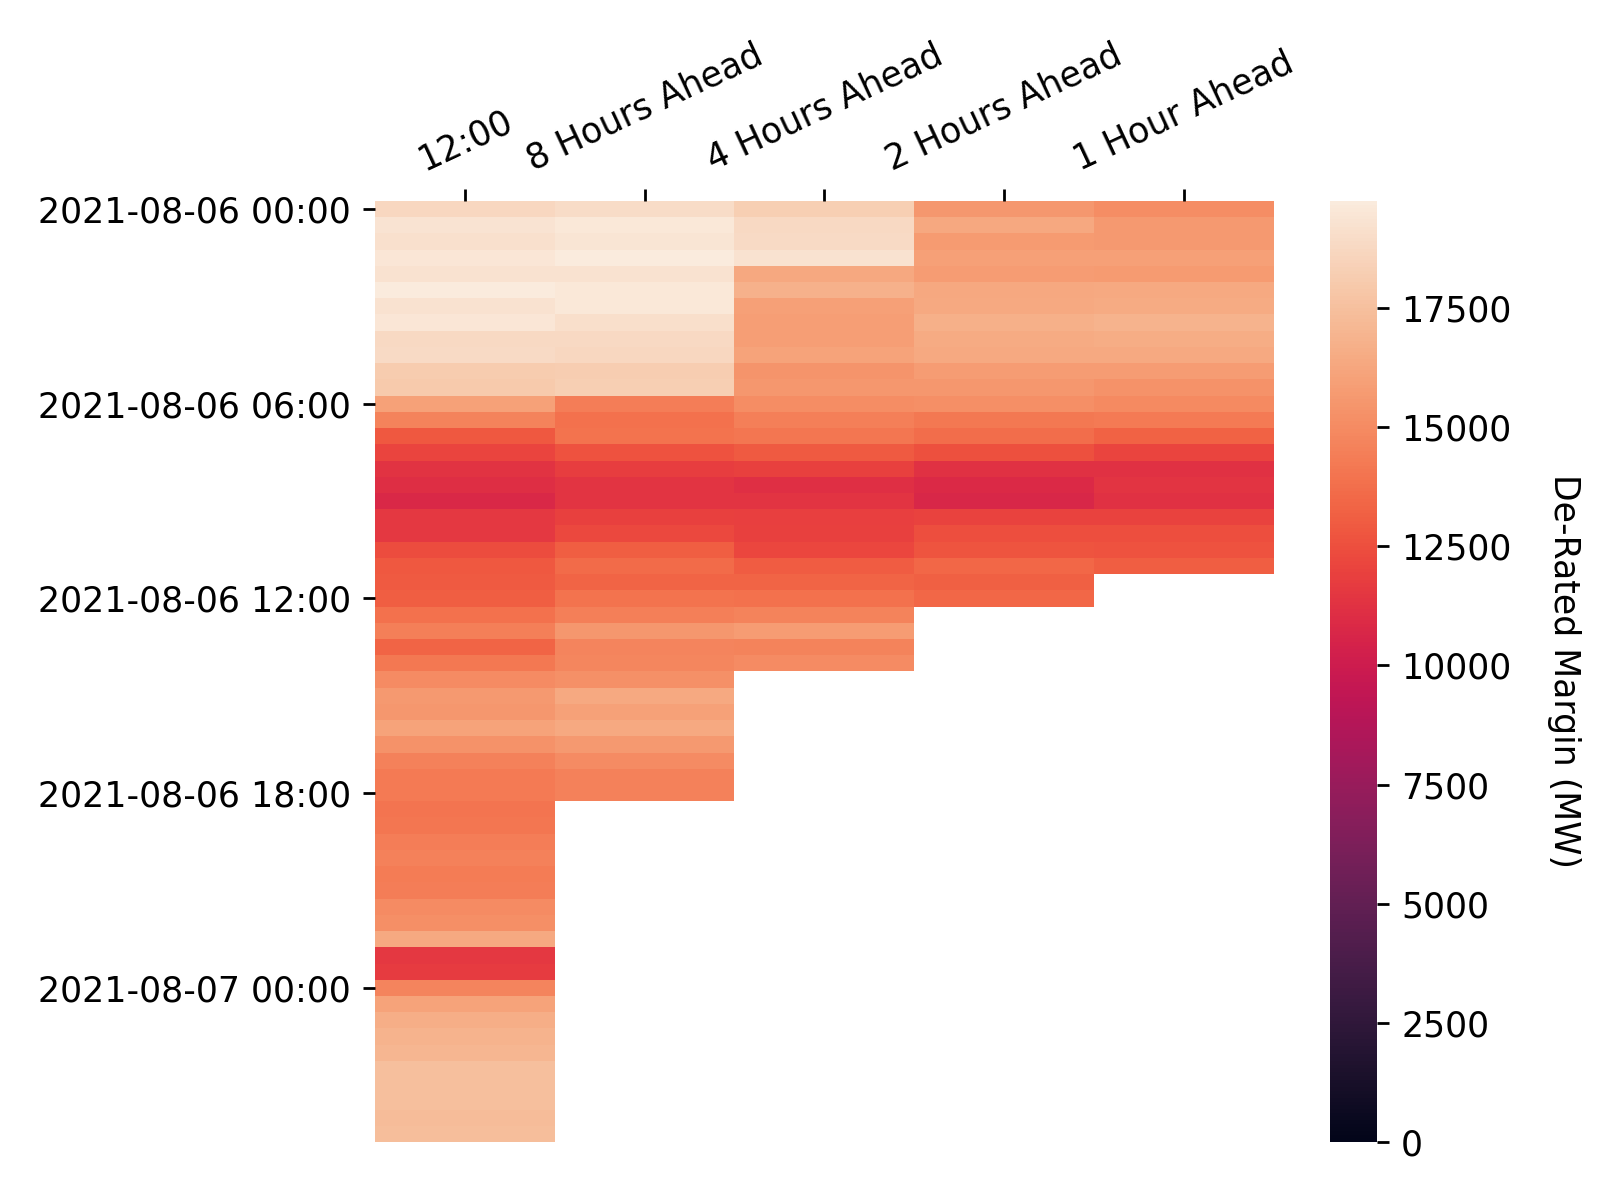 12:00
8 Hours Ahead
4 Hours Ahead
2 Hours Ahead
1 Hour Ahead
2021-08-06 00:00
2021-08-06 06:00
2021-08-06 12:00
2021-08-06 18:00
2021-08-07 00:00
17500
15000
12500
10000
7500
5000
2500
0
De-Rated Margin (MW)